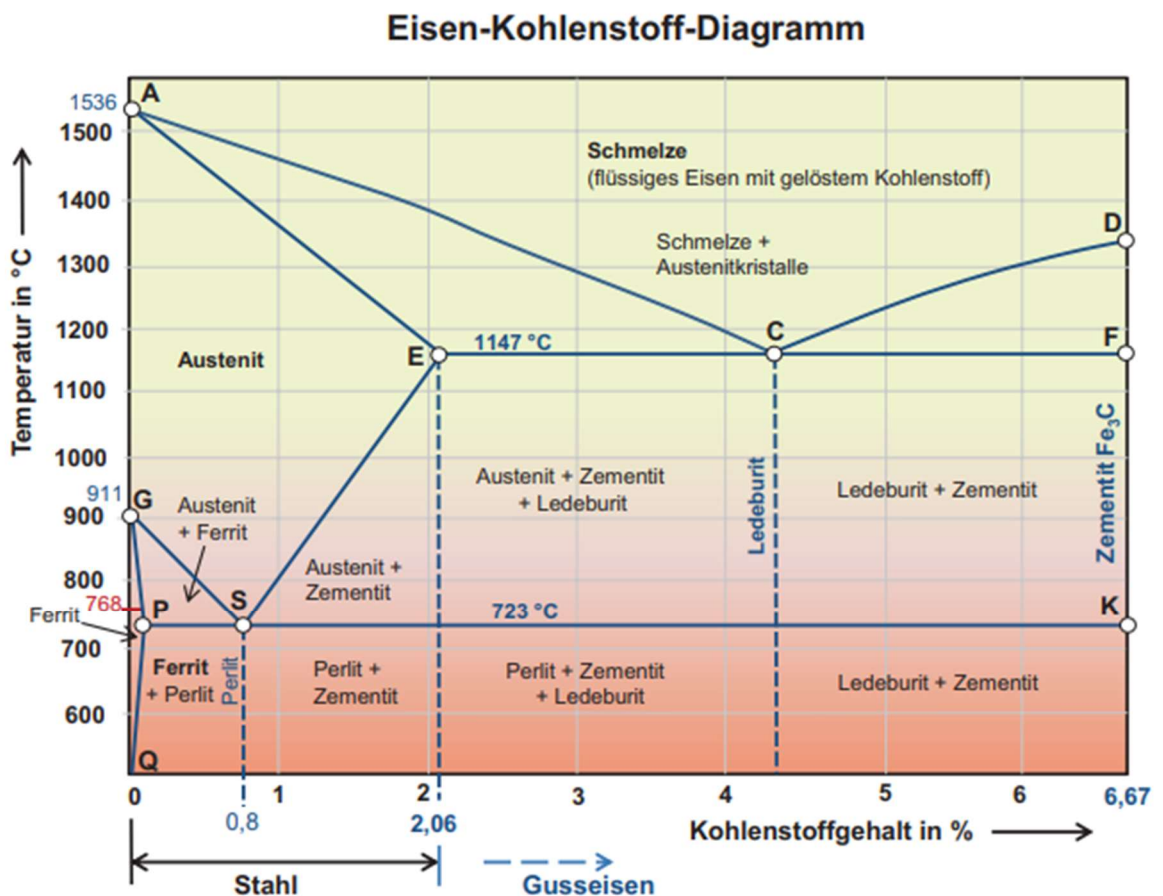 Eisen-Kohlenstoff-Diagramm
1536
A
1500
Schmelze
(flüssiges Eisen mit gelöstem Kohlenstoff)
1400
D
Schmelze +
Austenitkristalle
1300
Temperatur in °C
1200
C
1147 °C
F
E
Austenit
1100
Zementit Fe₃C
1000
Austenit + Zementit
+ Ledeburit
Ledeburit
Ledeburit + Zementit
911
G
900
Austenit
+ Ferrit
800
Austenit +
Zementit
768
Ferrit
P
S
723 °C
K
700
Ferrit
+ Perlit
Perlit
Perlit +
Zementit
Perlit + Zementit
+ Ledeburit
Ledeburit + Zementit
600
Q
0
1
2
3
4
5
6
6,67
0,8
2,06
Kohlenstoffgehalt in %
Stahl
Gusseisen